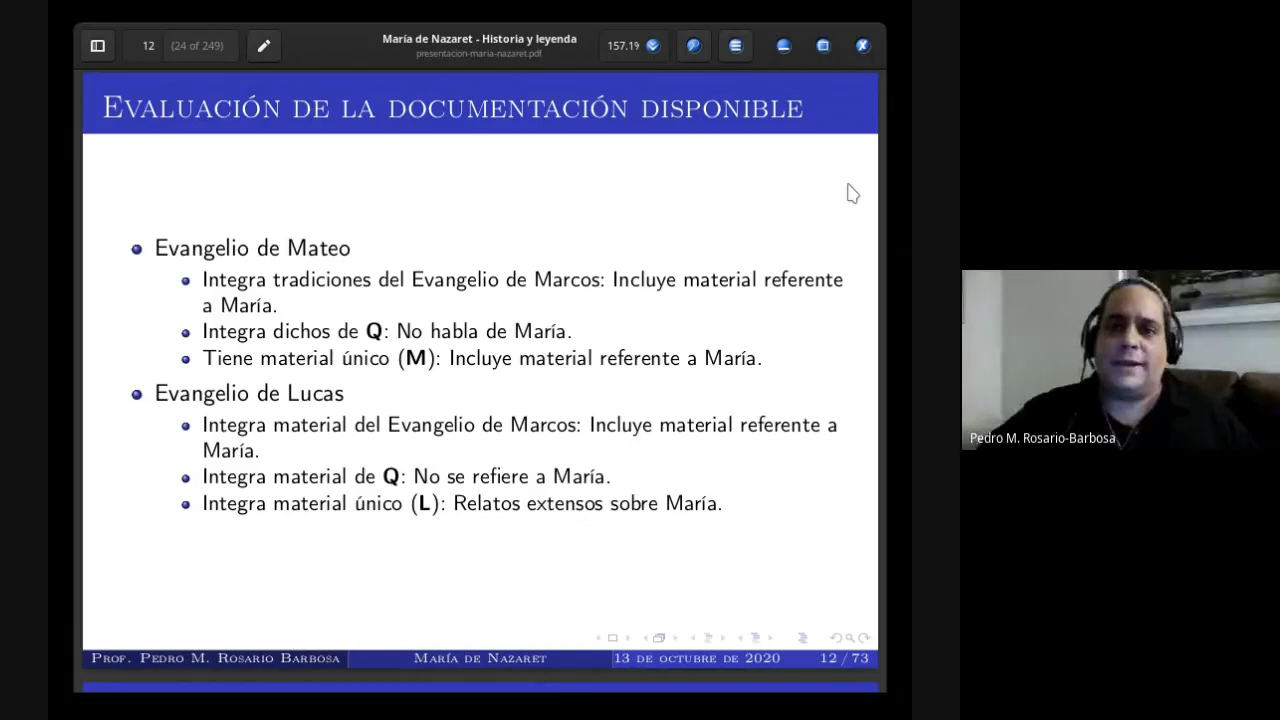 12 (24 of 249)
María de Nazaret - Historia y leyenda
presentacion-maria-nazaret.pdf
157.19
Evaluación de la documentación disponible
Evangelio de Mateo
Integra tradiciones del Evangelio de Marcos: Incluye material referente
a María.
Integra dichos de Q: No habla de María.
Tiene material único (M): Incluye material referente a María.
Evangelio de Lucas
Integra material del Evangelio de Marcos: Incluye material referente a
María.
Integra material de Q: No se refiere a María.
Integra material único (L): Relatos extensos sobre María.
Prof. Pedro M. Rosario Barbosa María de Nazaret 13 de octubre de 2020 12 / 73
Pedro M. Rosario-Barbosa